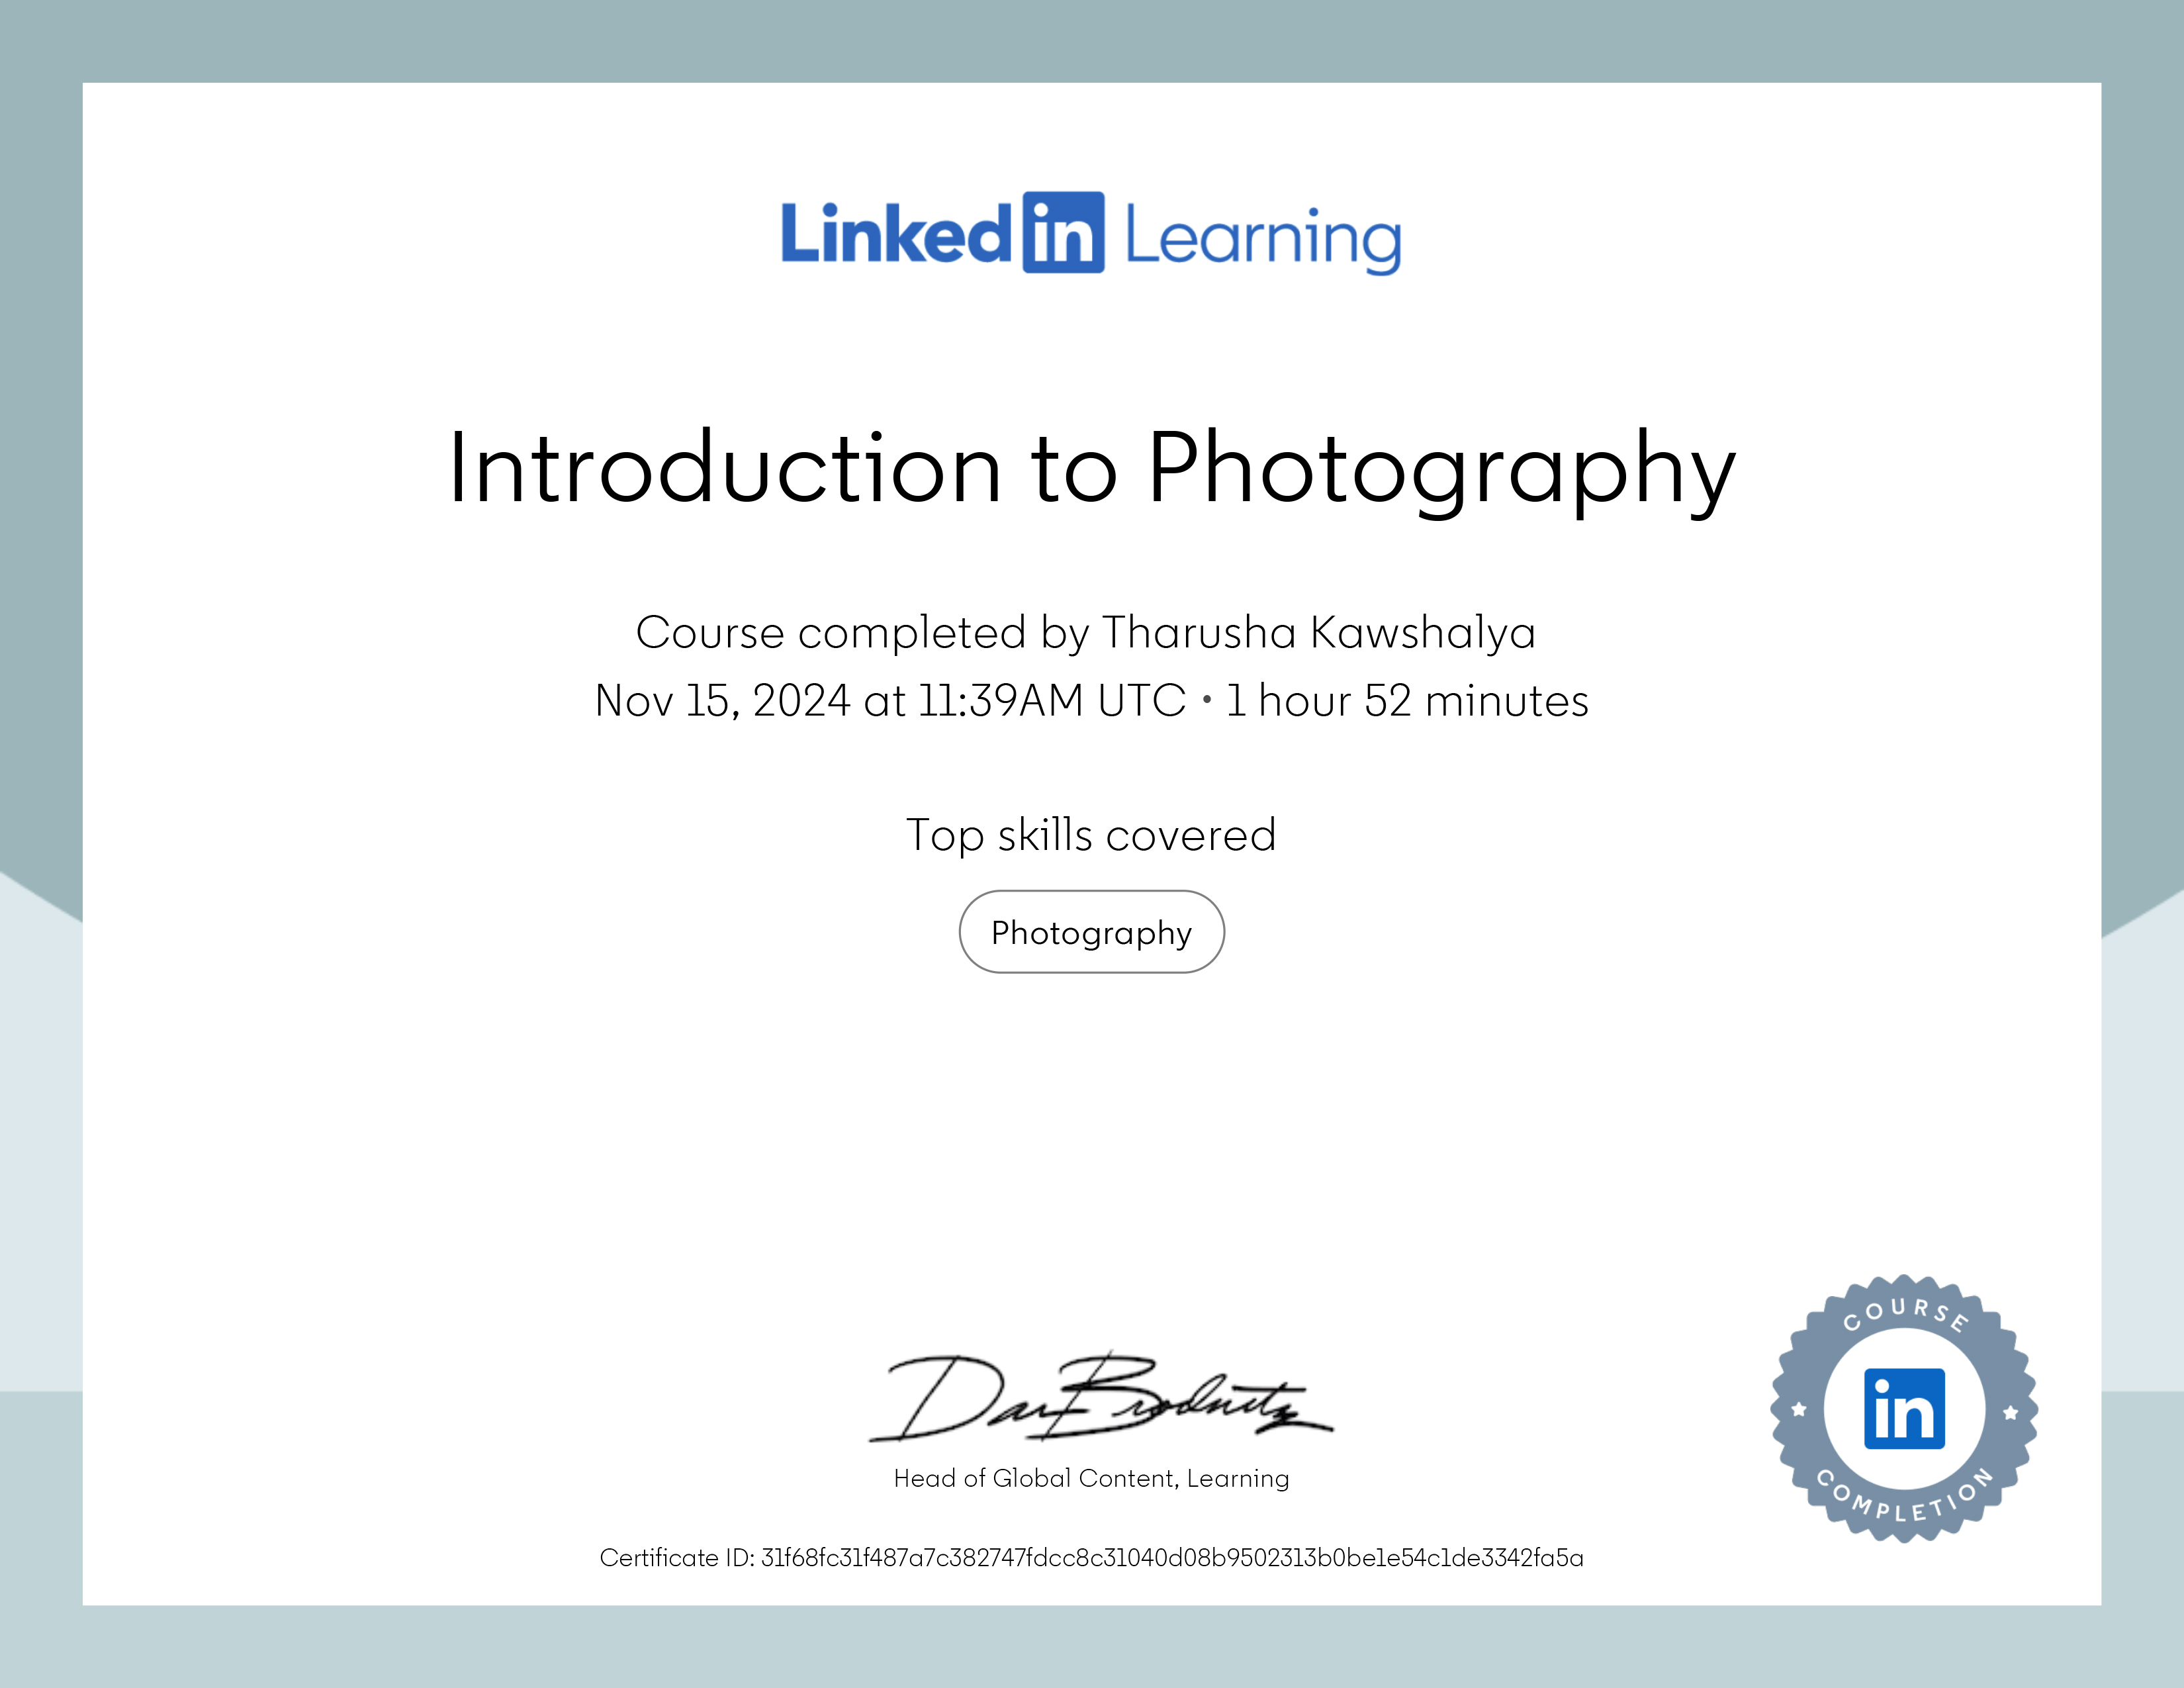 LinkedIn Learning
Introduction to Photography
Course completed by Tharusha Kawshalya
Nov 15, 2024 at 11:39AM UTC • 1 hour 52 minutes
Top skills covered
Photography
Dan Brodnitz
Head of Global Content, Learning
Certificate ID: 31f68fc31f487a7c382747fdcc8c31040d08b9502313b0be1e54c1de3342fa5a
COURSE
in
COMPLETION